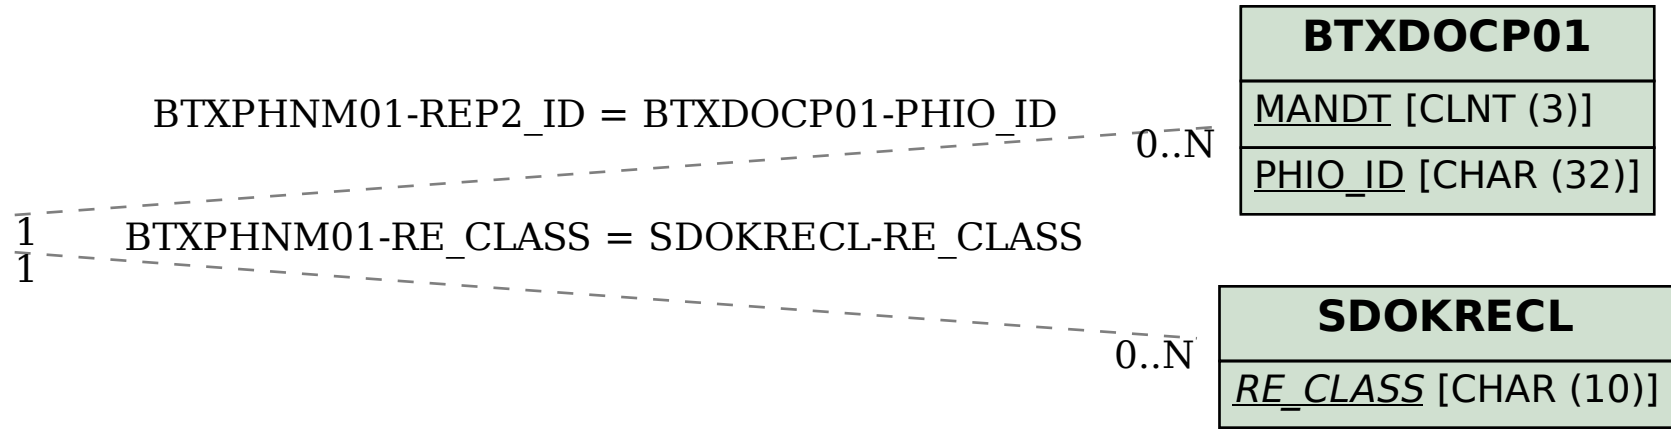 BTXDOCP01
MANDT [CLNT (3)]
PHIO_ID [CHAR (32)]
BTXPHNM01-REP2_ID = BTXDOCP01-PHIO_ID
0..N
1
BTXPHNM01-RE_CLASS = SDOKRECL-RE_CLASS
1
0..N
SDOKRECL
RE_CLASS [CHAR (10)]